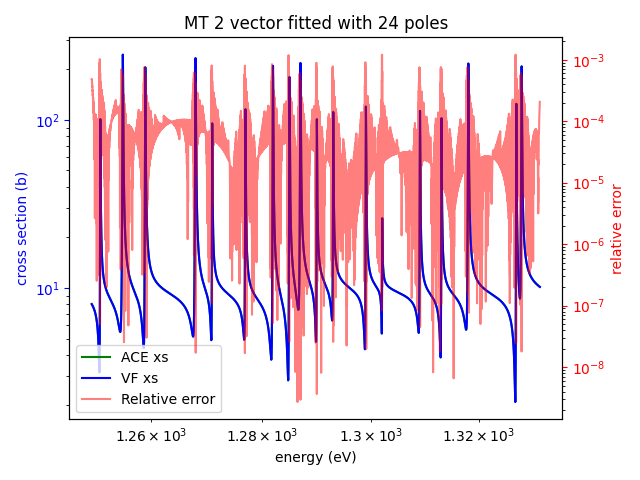 MT 2 vector fitted with 24 poles
cross section (b)
10²
10¹
10⁻³
10⁻⁴
10⁻⁵
10⁻⁶
10⁻⁷
10⁻⁸
relative error
ACE xs
VF xs
Relative error
1.26 × 10³ 1.28 × 10³ 1.3 × 10³ 1.32 × 10³
energy (eV)